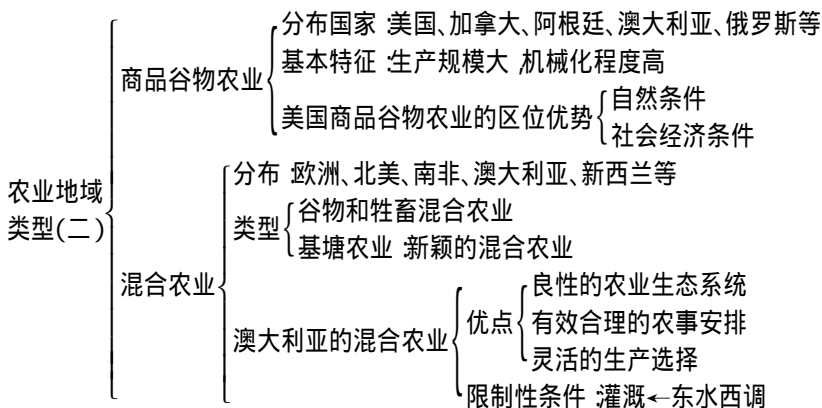 分布国家:美国、加拿大、阿根廷、澳大利亚、俄罗斯等
商品谷物农业
基本特征:生产规模大,机械化程度高
美国商品谷物农业的区位优势
自然条件
社会经济条件
农业地域
类型(二)
分布:欧洲、北美、南非、澳大利亚、新西兰等
混合农业
类型
谷物和牲畜混合农业
基塘农业:新颖的混合农业
澳大利亚的混合农业
优点
良性的农业生态系统
有效合理的农事安排
灵活的生产选择
限制性条件:灌溉←东水西调